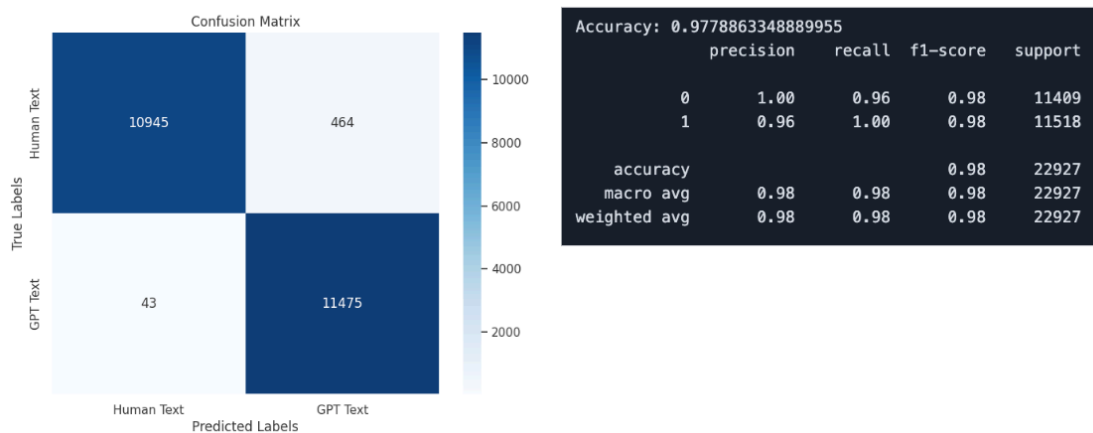 Confusion Matrix
Human Text
GPT Text
True Labels
10945
464
43
11475
Human Text
GPT Text
Predicted Labels
10000
8000
6000
4000
2000
Accuracy: 0.9778863348889955
precision recall f1-score support
0 1.00 0.96 0.98 11409
1 0.96 1.00 0.98 11518
accuracy 0.98 22927
macro avg 0.98 0.98 0.98 22927
weighted avg 0.98 0.98 0.98 22927